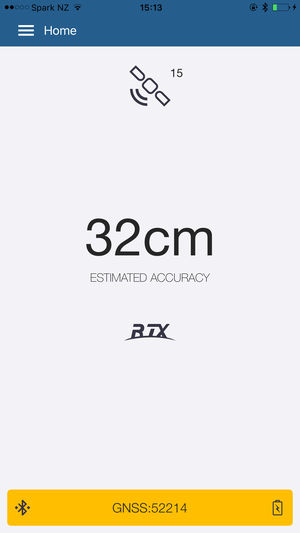 Spark NZ 15:13
Home
15
32cm
ESTIMATED ACCURACY
RTX
GNSS:52214